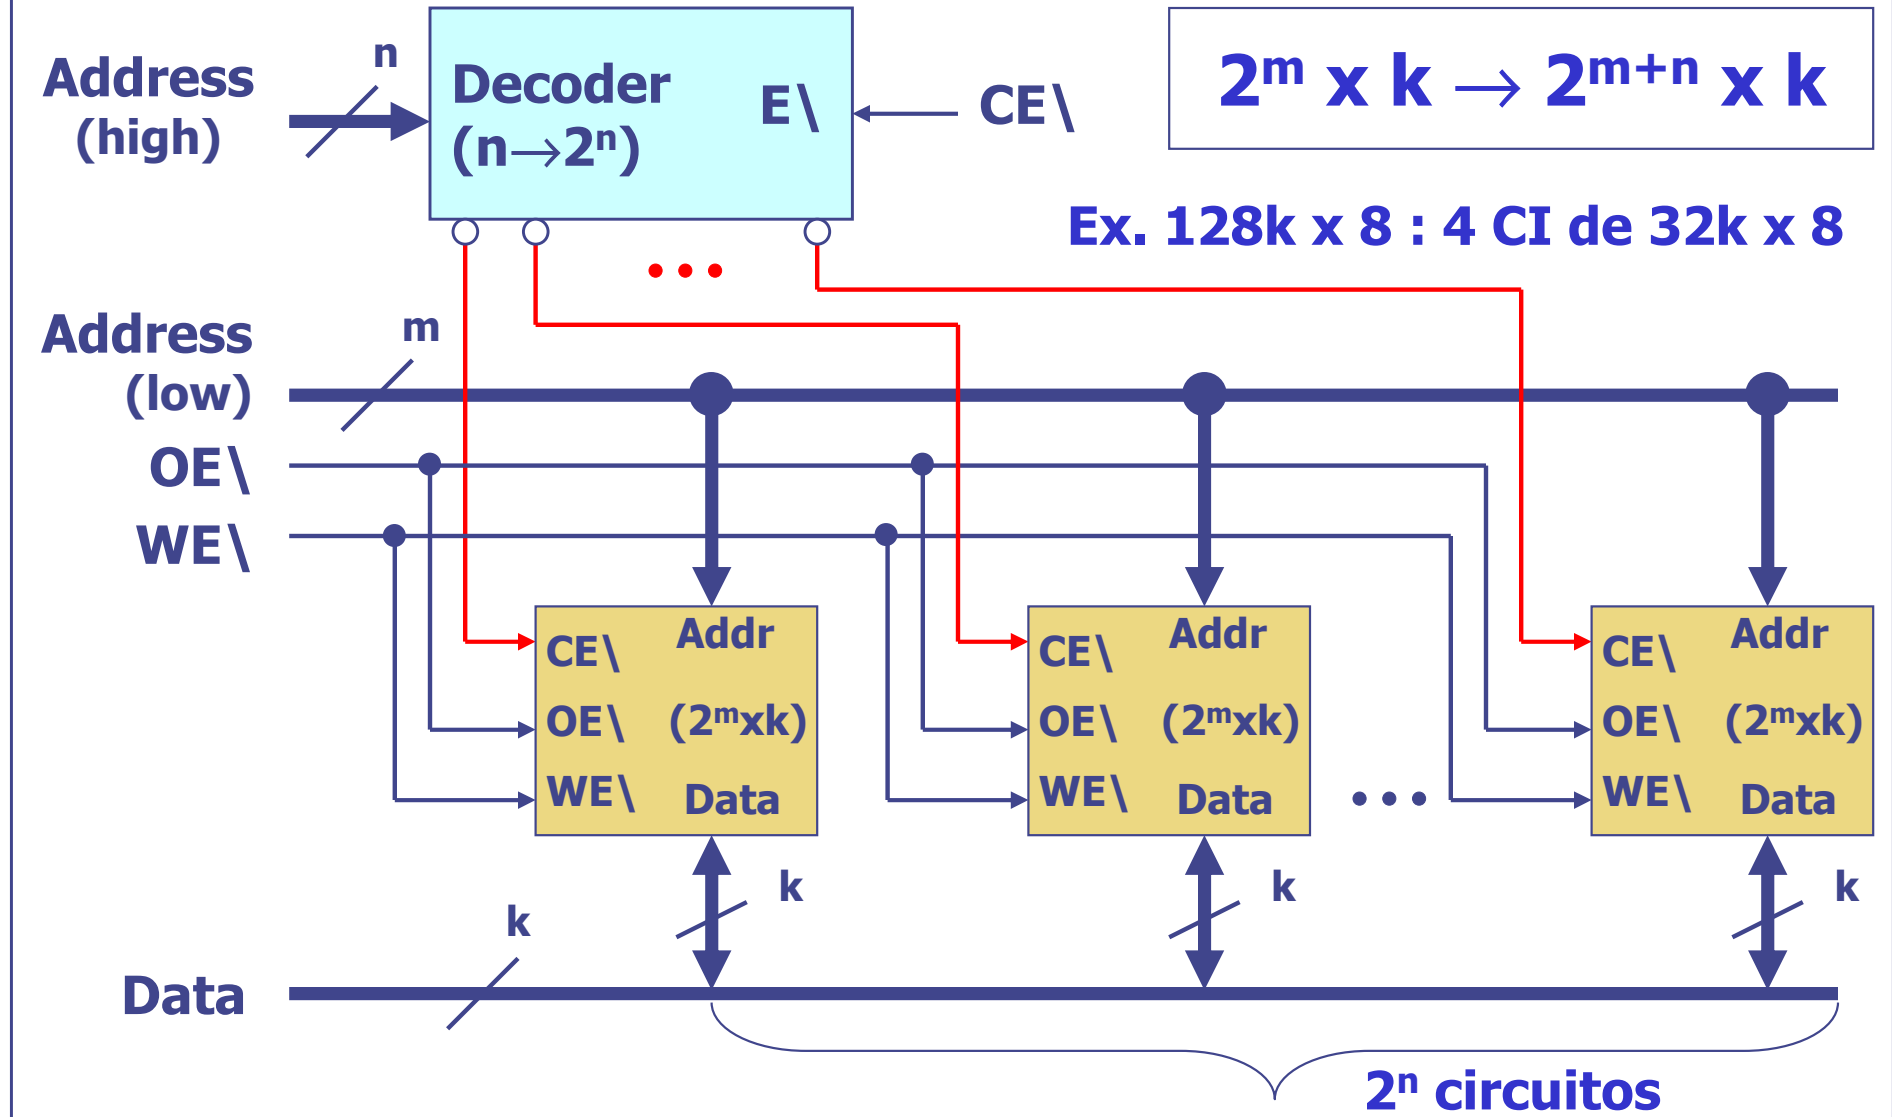 Address
(high)
n
Decoder
(n→2ⁿ)
E\
CE\
2ᵐ x k → 2ᵐ⁺ⁿ x k
Ex. 128k x 8 : 4 CI de 32k x 8
Address
(low)
m
OE\
WE\
CE\
Addr
OE\
(2ᵐxk)
WE\
Data
CE\
Addr
OE\
(2ᵐxk)
WE\
Data
CE\
Addr
OE\
(2ᵐxk)
WE\
Data
k
k
k
k
Data
2ⁿ circuitos